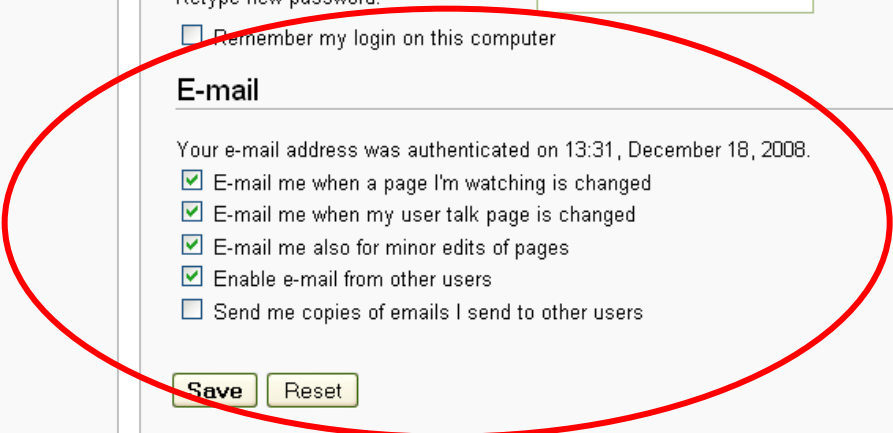 Retype new password:
Remember my login on this computer
E-mail
Your e-mail address was authenticated on 13:31, December 18, 2008.
E-mail me when a page I'm watching is changed
E-mail me when my user talk page is changed
E-mail me also for minor edits of pages
Enable e-mail from other users
Send me copies of emails I send to other users
Save Reset